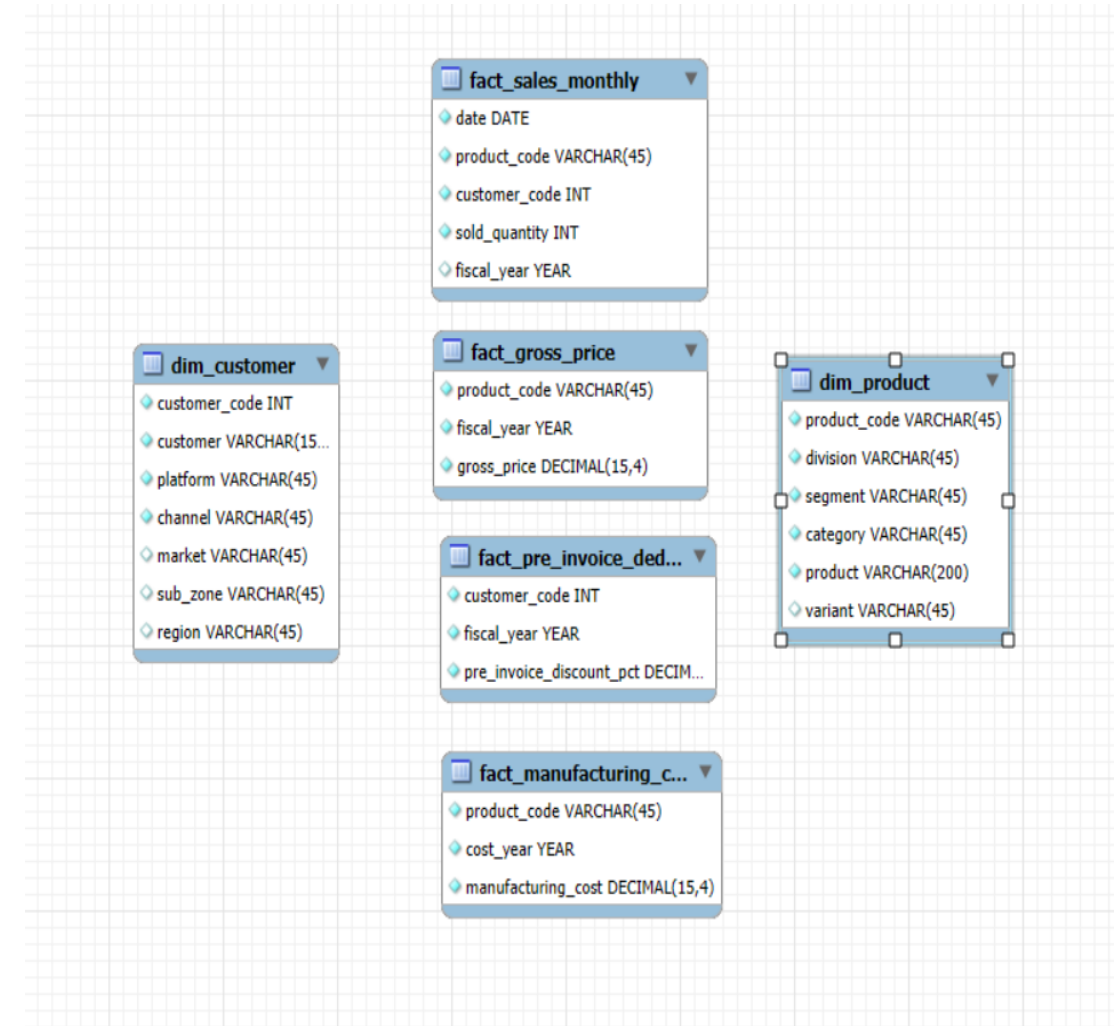 fact_sales_monthly
date DATE
product_code VARCHAR(45)
customer_code INT
sold_quantity INT
fiscal_year YEAR
dim_customer
customer_code INT
customer VARCHAR(15...
platform VARCHAR(45)
channel VARCHAR(45)
market VARCHAR(45)
sub_zone VARCHAR(45)
region VARCHAR(45)
fact_gross_price
product_code VARCHAR(45)
fiscal_year YEAR
gross_price DECIMAL(15,4)
dim_product
product_code VARCHAR(45)
division VARCHAR(45)
segment VARCHAR(45)
category VARCHAR(45)
product VARCHAR(200)
variant VARCHAR(45)
fact_pre_invoice_ded...
customer_code INT
fiscal_year YEAR
pre_invoice_discount_pct DECIM...
fact_manufacturing_c...
product_code VARCHAR(45)
cost_year YEAR
manufacturing_cost DECIMAL(15,4)